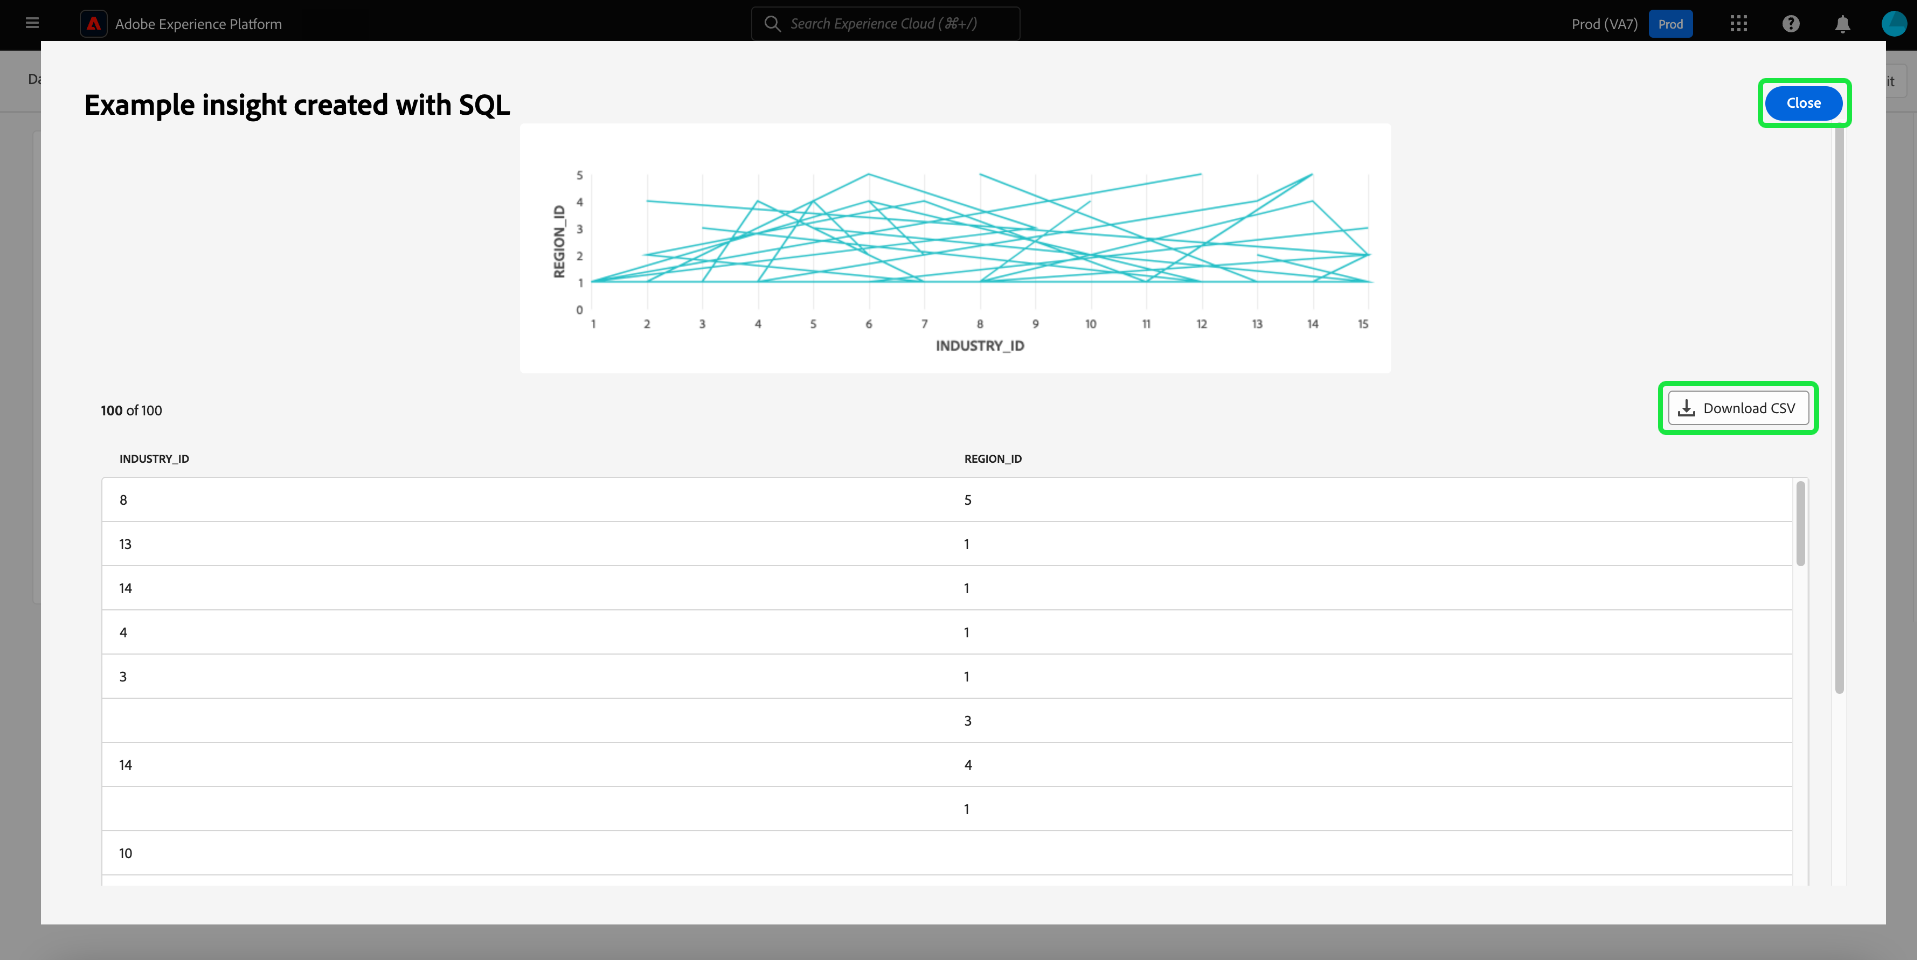 Adobe Experience Platform
Search Experience Cloud (⌘+/)
Prod (VA7)
Prod
Da
it
Example insight created with SQL
Close
5
4
3
2
1
0
REGION_ID
1 2 3 4 5 6 7 8 9 10 11 12 13 14 15
INDUSTRY_ID
100 of 100
Download CSV
INDUSTRY_ID REGION_ID
8 5
13 1
14 1
4 1
3 1
3
14 4
1
10